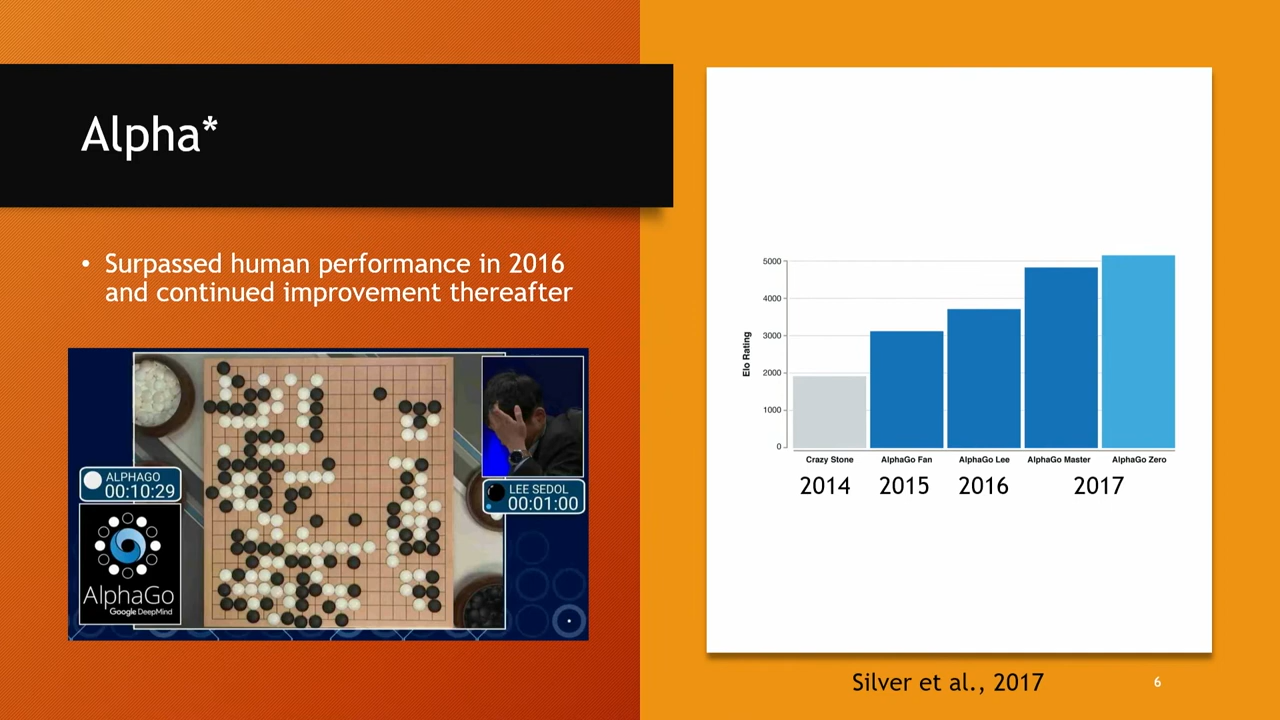 Alpha*
• Surpassed human performance in 2016
and continued improvement thereafter
ALPHAGO
00:10:29
AlphaGo
Google DeepMind
LEE SEDOL
00:01:00
Elo Rating
5000
4000
3000
2000
1000
0
Crazy Stone AlphaGo Fan AlphaGo Lee AlphaGo Master AlphaGo Zero
2014 2015 2016 2017
Silver et al., 2017
6